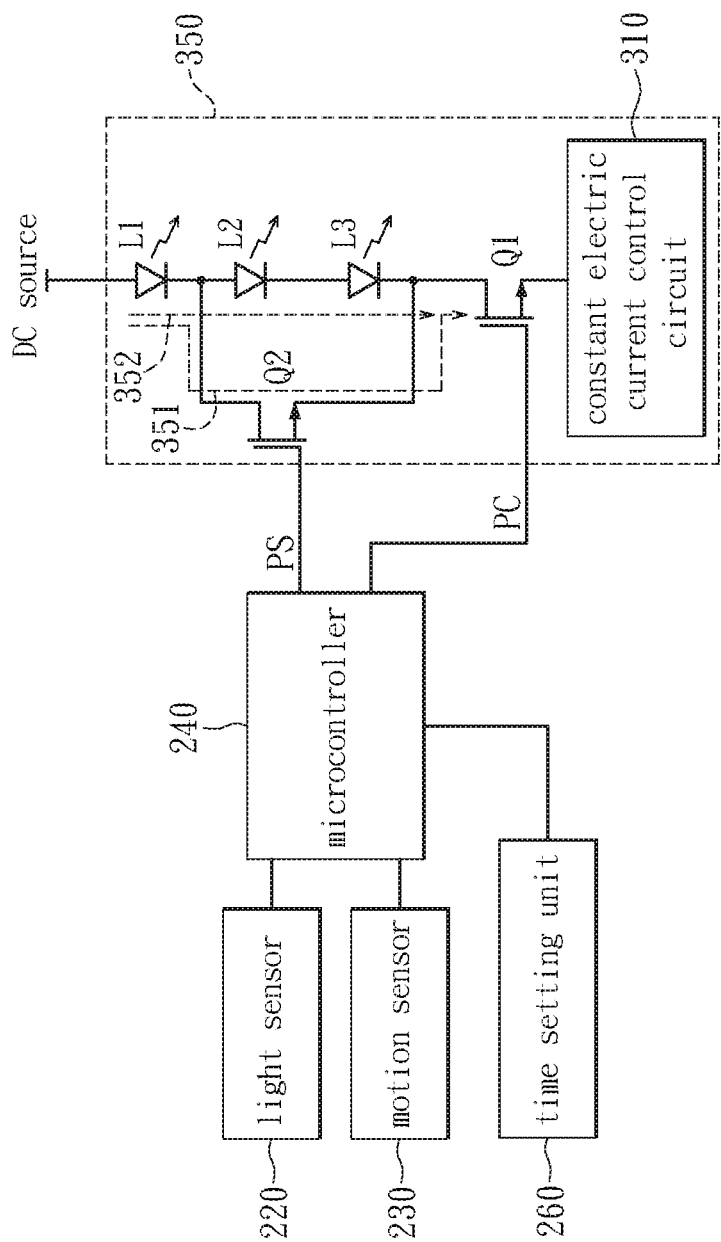 DC source
350
L1
L2
L3
352
351
Q2
Q1
310
constant electric
current control
circuit
PS
PC
240
microcontroller
light sensor
220
motion sensor
230
time setting unit
260